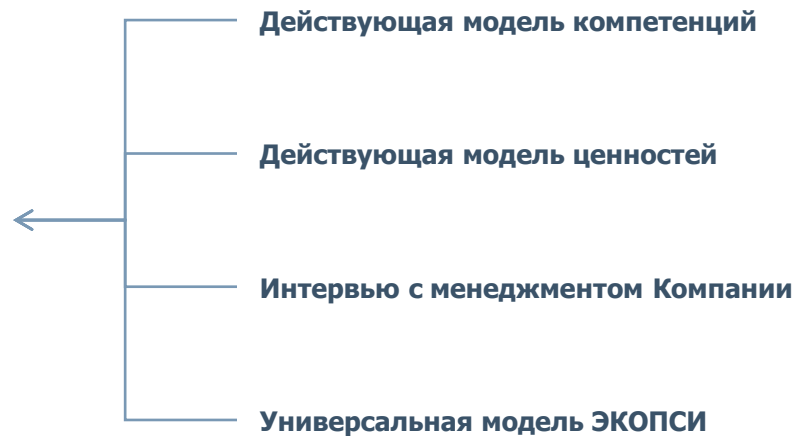 Действующая модель компетенций
Действующая модель ценностей
Интервью с менеджментом Компании
Универсальная модель ЭКОПСИ